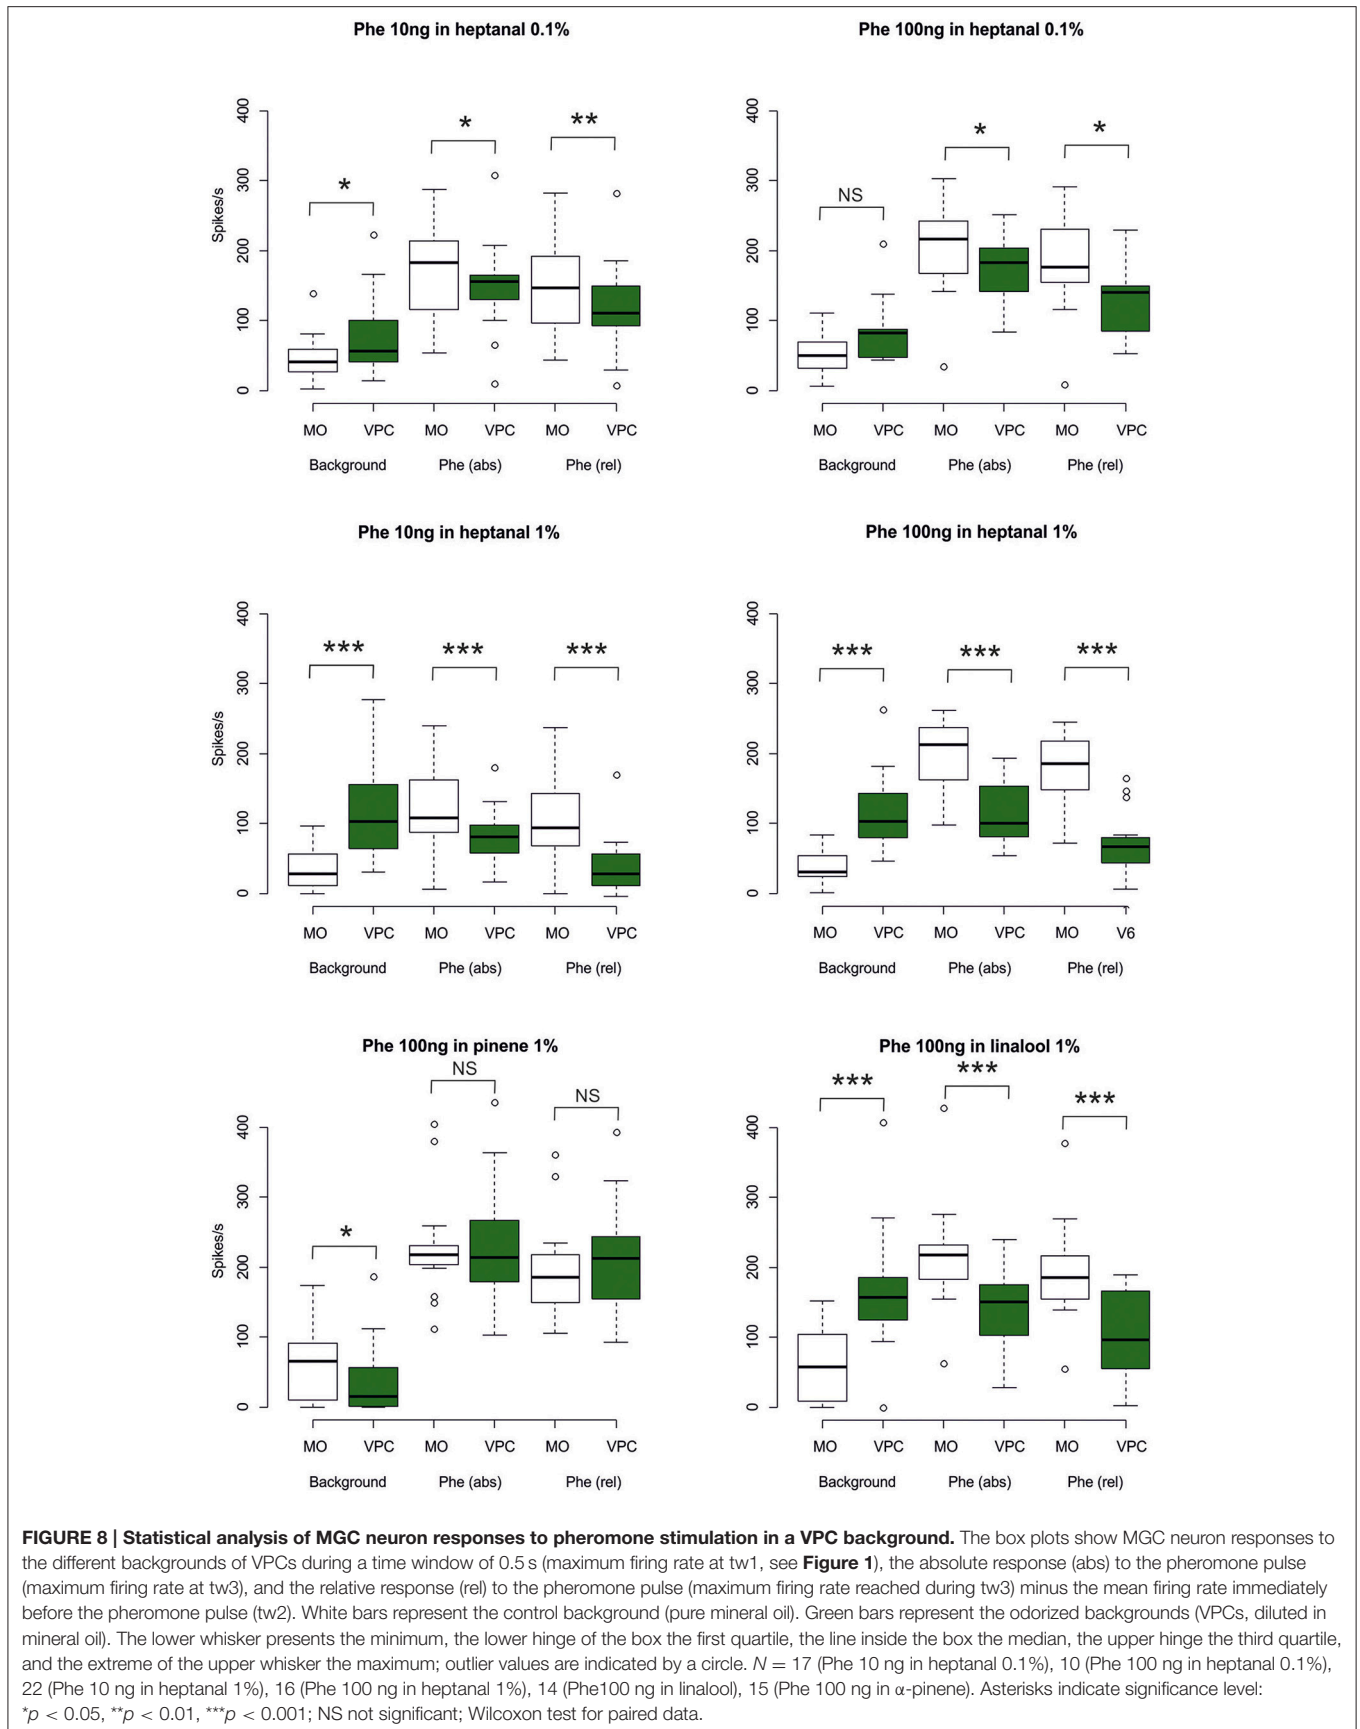 Phe 10ng in heptanal 0.1%
Phe 100ng in heptanal 0.1%
Spikes/s
400
300
200
100
0
*
*
**
MO VPC MO VPC MO VPC
Background Phe (abs) Phe (rel)
400
300
200
100
0
NS
*
*
MO VPC MO VPC MO VPC
Background Phe (abs) Phe (rel)
Phe 10ng in heptanal 1%
Phe 100ng in heptanal 1%
Spikes/s
400
300
200
100
0
***
***
***
MO VPC MO VPC MO VPC
Background Phe (abs) Phe (rel)
400
300
200
100
0
***
***
***
MO VPC MO VPC MO V6
Background Phe (abs) Phe (rel)
Phe 100ng in pinene 1%
Phe 100ng in linalool 1%
Spikes/s
400
300
200
100
0
*
NS
NS
MO VPC MO VPC MO VPC
Background Phe (abs) Phe (rel)
400
300
200
100
0
***
***
***
MO VPC MO VPC MO VPC
Background Phe (abs) Phe (rel)
FIGURE 8 | Statistical analysis of MGC neuron responses to pheromone stimulation in a VPC background. The box plots show MGC neuron responses to
the different backgrounds of VPCs during a time window of 0.5 s (maximum firing rate at tw1, see Figure 1), the absolute response (abs) to the pheromone pulse
(maximum firing rate at tw3), and the relative response (rel) to the pheromone pulse (maximum firing rate reached during tw3) minus the mean firing rate immediately
before the pheromone pulse (tw2). White bars represent the control background (pure mineral oil). Green bars represent the odorized backgrounds (VPCs, diluted in
mineral oil). The lower whisker presents the minimum, the lower hinge of the box the first quartile, the line inside the box the median, the upper hinge the third quartile,
and the extreme of the upper whisker the maximum; outlier values are indicated by a circle. N = 17 (Phe 10 ng in heptanal 0.1%), 10 (Phe 100 ng in heptanal 0.1%),
22 (Phe 10 ng in heptanal 1%), 16 (Phe 100 ng in heptanal 1%), 14 (Phe100 ng in linalool), 15 (Phe 100 ng in α-pinene). Asterisks indicate significance level:
*p < 0.05, **p < 0.01, ***p < 0.001; NS not significant; Wilcoxon test for paired data.